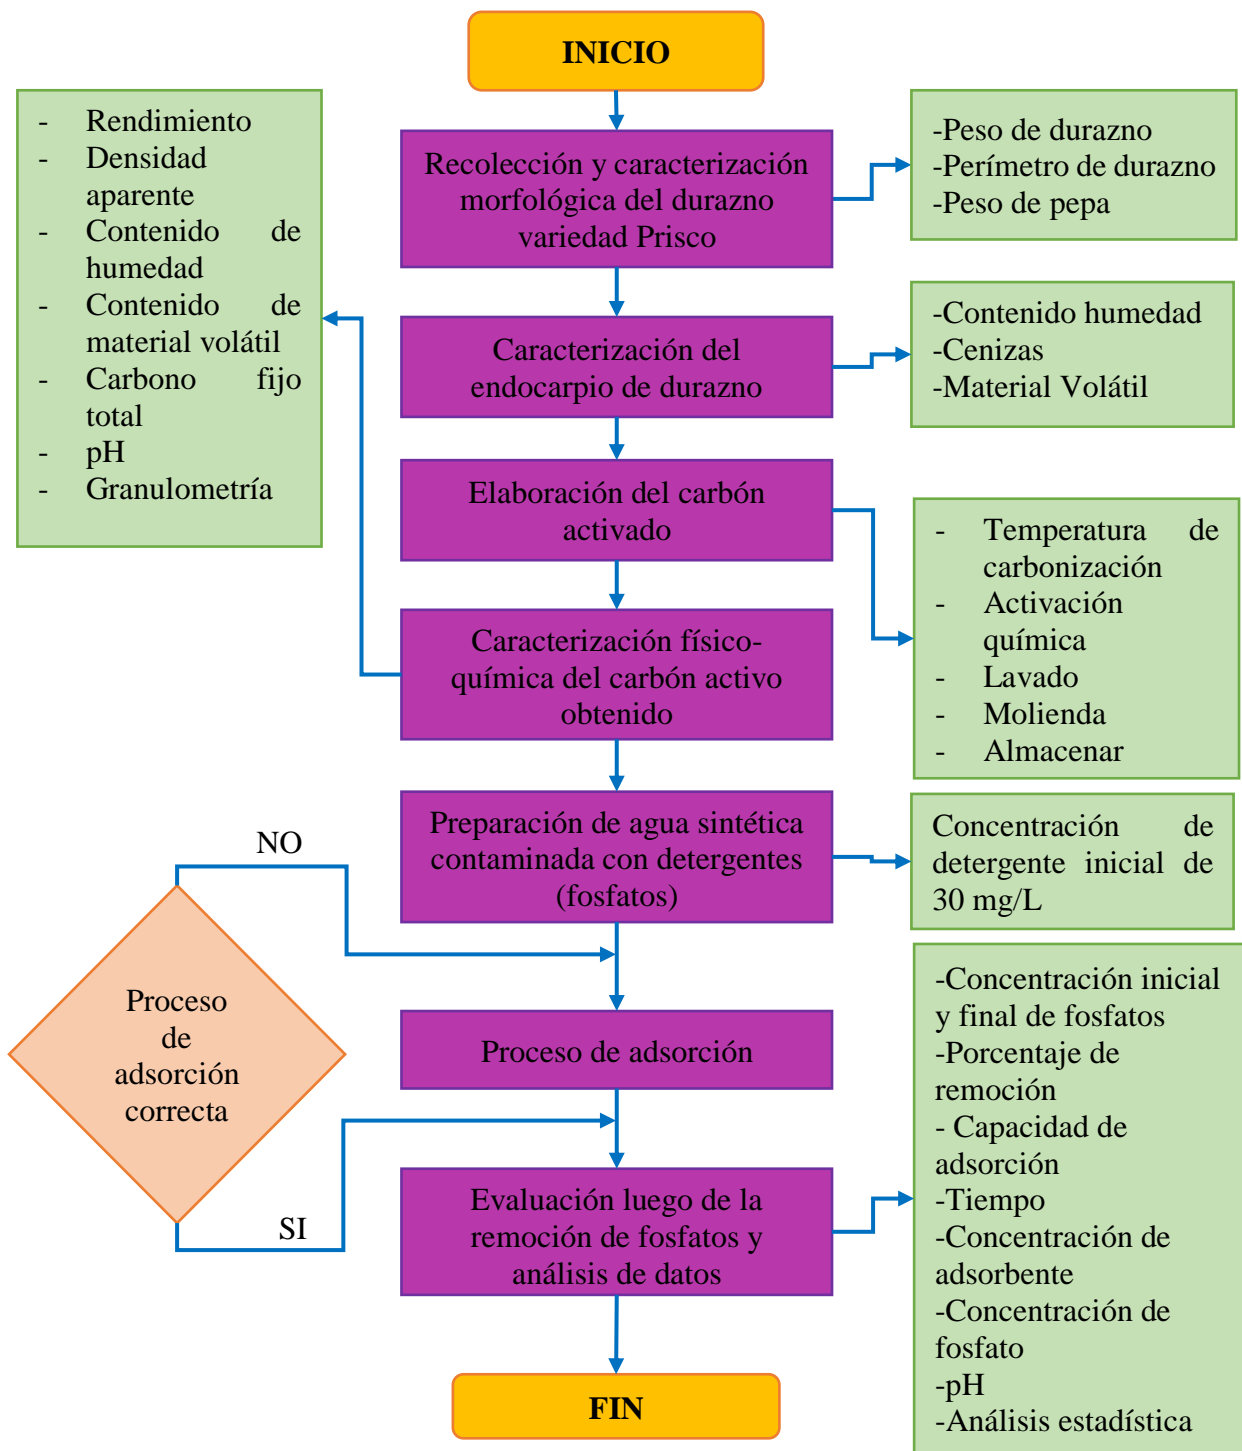 INICIO
- Rendimiento
- Densidad
aparente
- Contenido de
humedad
- Contenido de
material volátil
- Carbono fijo
total
- pH
- Granulometría
Recolección y caracterización
morfológica del durazno
variedad Prisco
-Peso de durazno
-Perímetro de durazno
-Peso de pepa
Caracterización del
endocarpio de durazno
-Contenido humedad
-Cenizas
-Material Volátil
Elaboración del carbón
activado
- Temperatura de
carbonización
- Activación
química
- Lavado
- Molienda
- Almacenar
Caracterización físico-
química del carbón activo
obtenido
Preparación de agua sintética
contaminada con detergentes
(fosfatos)
Concentración de
detergente inicial de
30 mg/L
NO
Proceso
de
adsorción
correcta
SI
Proceso de adsorción
Evaluación luego de la
remoción de fosfatos y
análisis de datos
-Concentración inicial
y final de fosfatos
-Porcentaje de
remoción
- Capacidad de
adsorción
-Tiempo
-Concentración de
adsorbente
-Concentración de
fosfato
-pH
-Análisis estadística
FIN